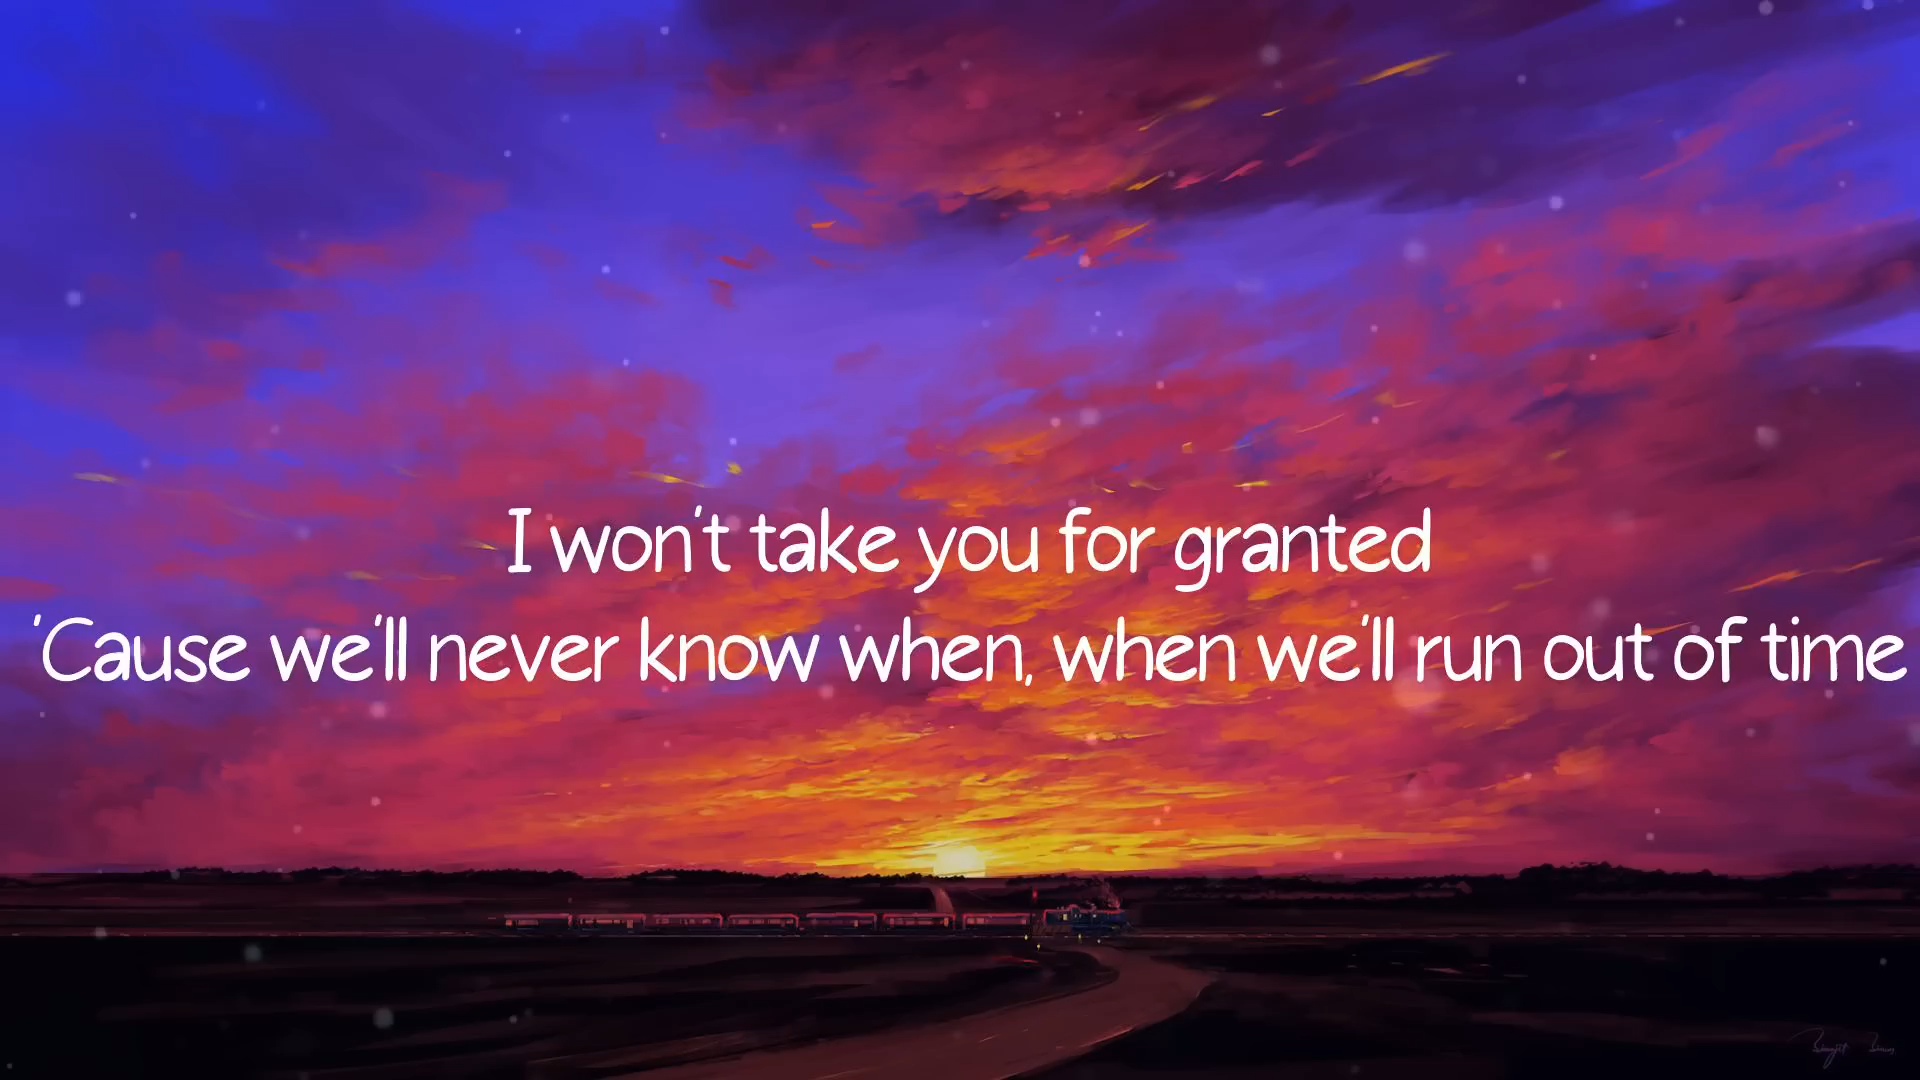 I won't take you for granted
'Cause we'll never know when, when we'll run out of time